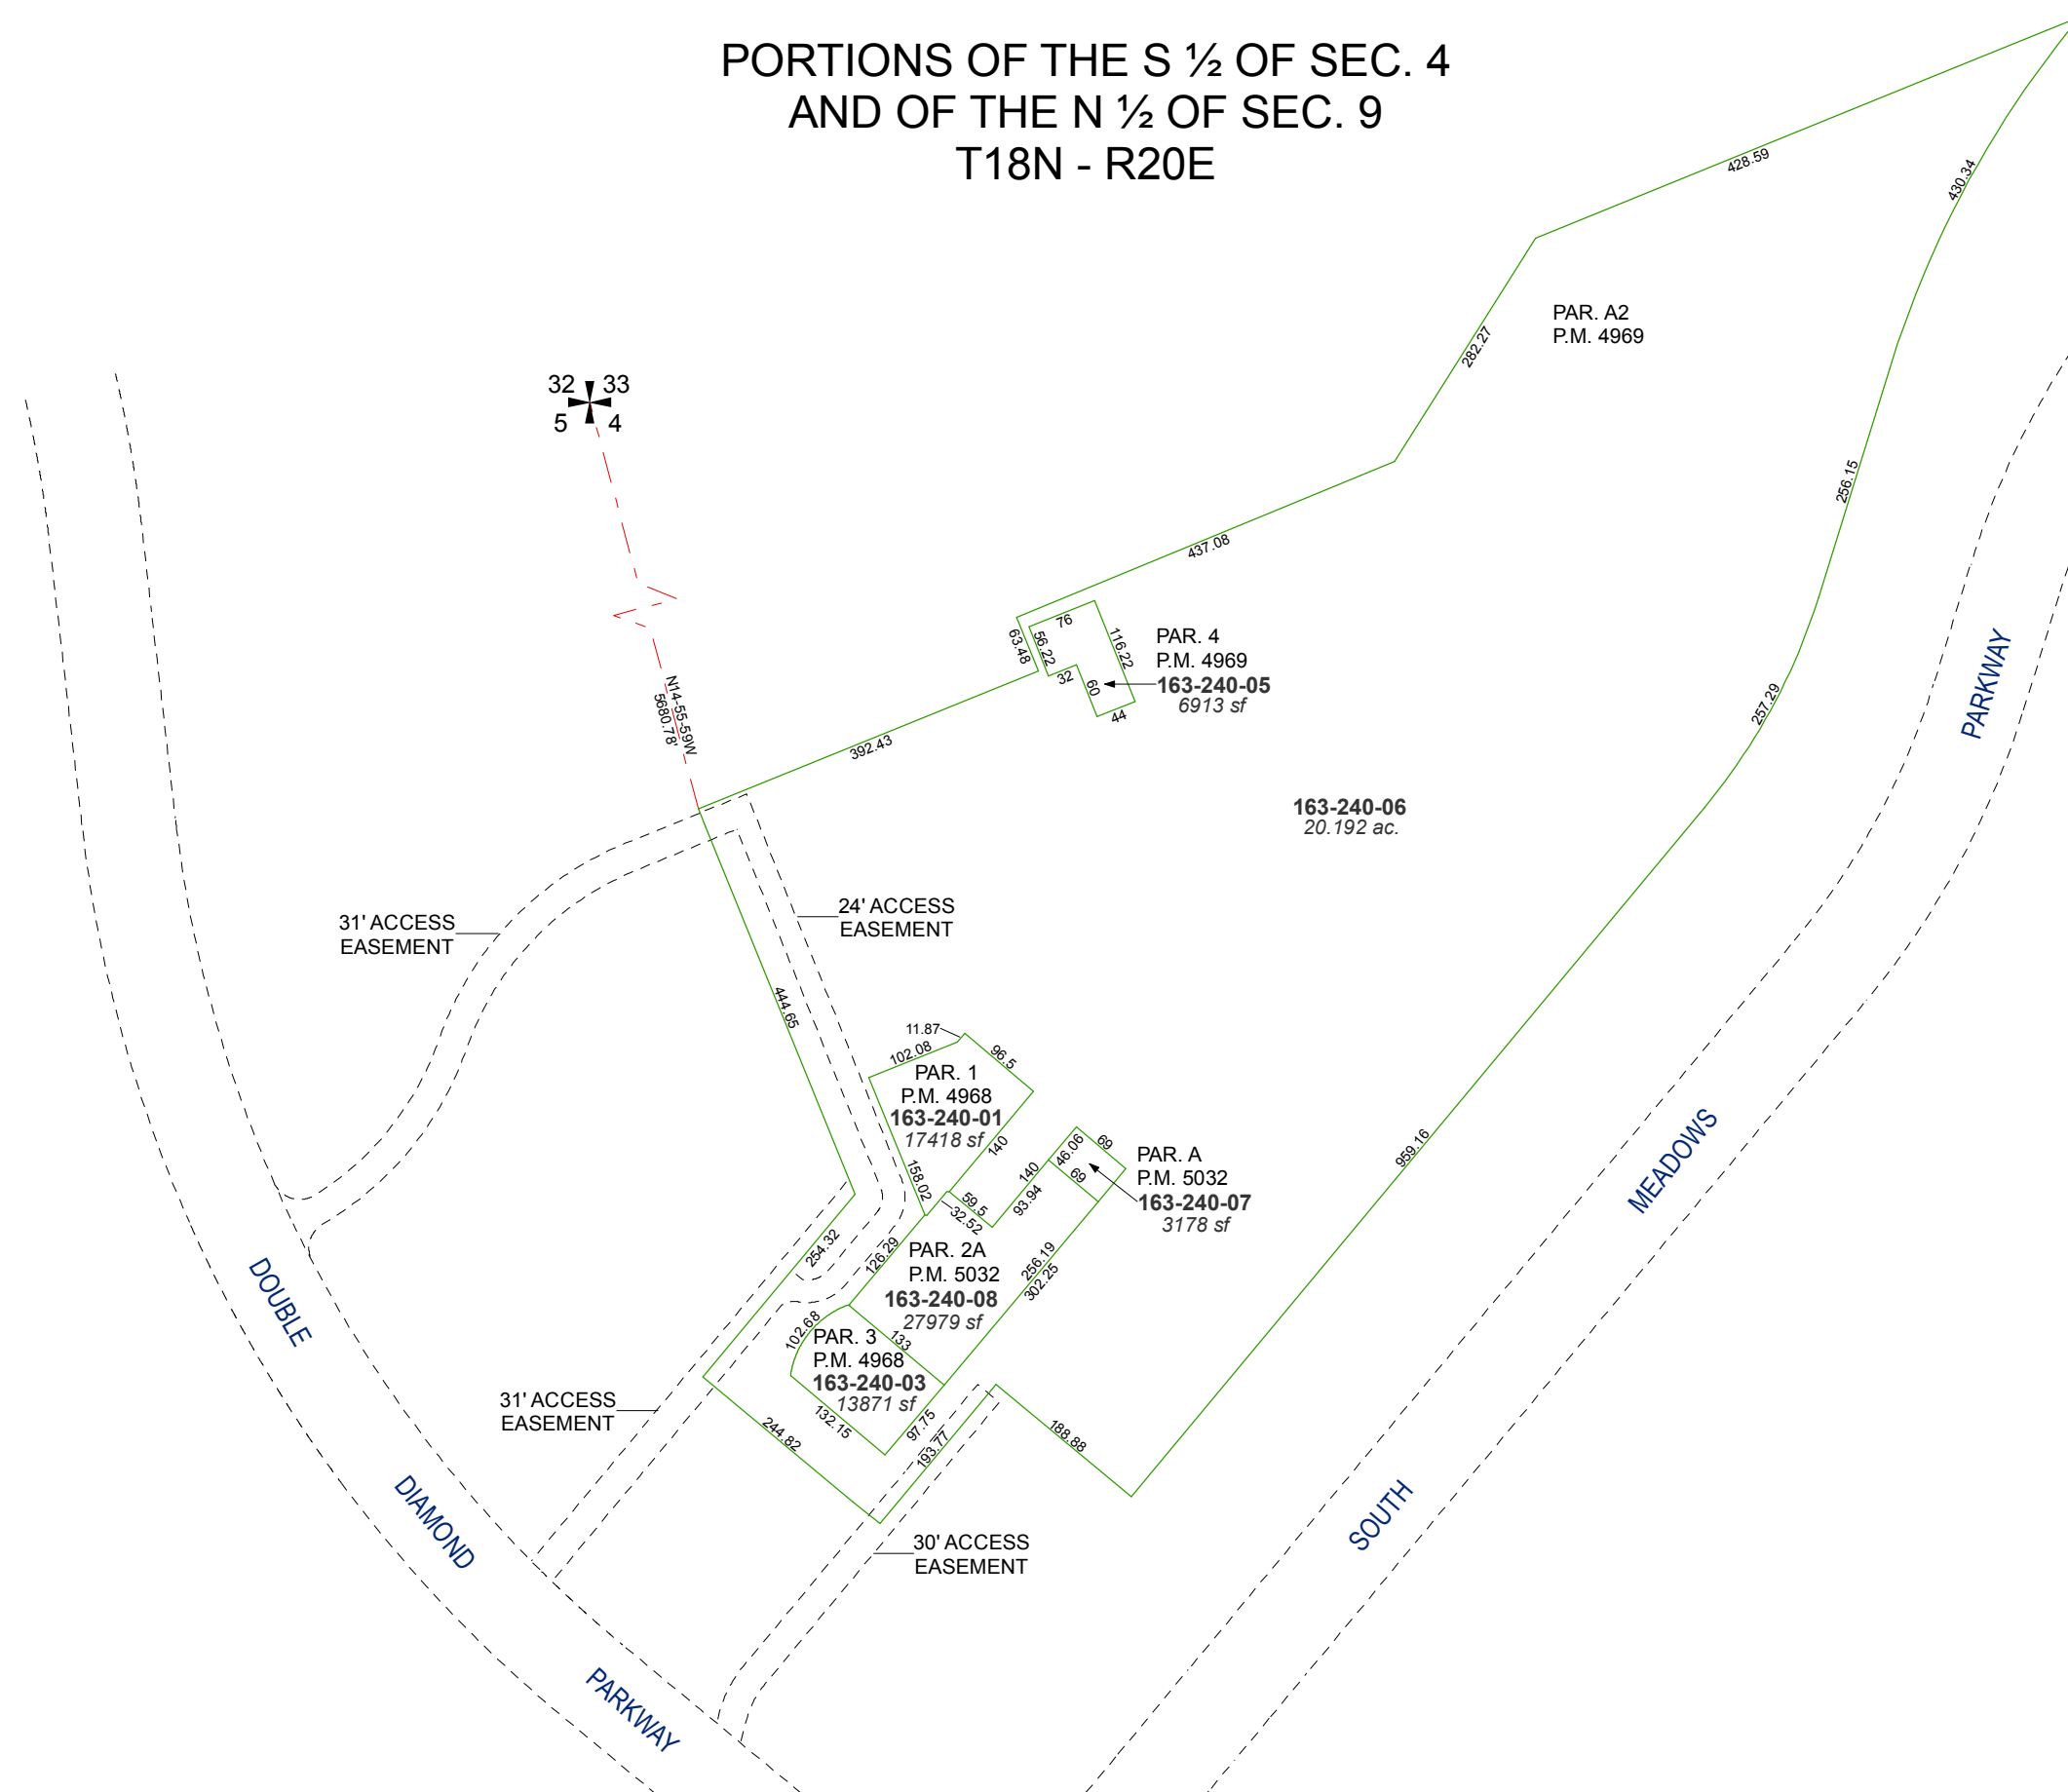 PORTIONS OF THE S ½ OF SEC. 4
AND OF THE N ½ OF SEC. 9
T18N - R20E
428.59
430.34
PAR. A2
P.M. 4969
282.27
32 33
5 4
256.15
437.08
76
63.48
56.22
116.22
32
60
44
PAR. 4
P.M. 4969
163-240-05
6913 sf
N14-55-59W
5680.78'
392.43
257.29
PARKWAY
163-240-06
20.192 ac.
31' ACCESS
EASEMENT
24' ACCESS
EASEMENT
444.65
11.87
102.08
96.5
PAR. 1
P.M. 4968
163-240-01
17418 sf
140
158.02
46.06
69
140
69
93.94
59.5
32.52
PAR. A
P.M. 5032
163-240-07
3178 sf
959.16
MEADOWS
254.32
126.29
PAR. 2A
P.M. 5032
163-240-08
27979 sf
256.19
302.25
DOUBLE
102.68
133
PAR. 3
P.M. 4968
163-240-03
13871 sf
31' ACCESS
EASEMENT
244.82
132.15
97.75
193.77
188.88
SOUTH
DIAMOND
30' ACCESS
EASEMENT
PARKWAY